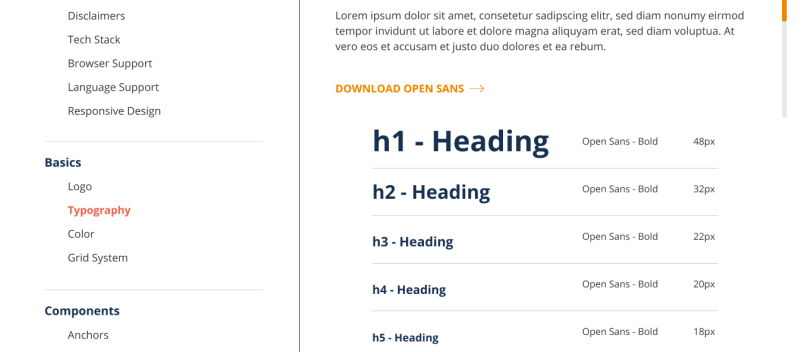 Disclaimers
Tech Stack
Browser Support
Language Support
Responsive Design
Basics
Logo
Typography
Color
Grid System
Components
Anchors
Lorem ipsum dolor sit amet, consetetur sadipscing elitr, sed diam nonumy eirmod
tempor invidunt ut labore et dolore magna aliquyam erat, sed diam voluptua. At
vero eos et accusam et justo duo dolores et ea rebum.
DOWNLOAD OPEN SANS →
h1 - Heading Open Sans - Bold 48px
h2 - Heading Open Sans - Bold 32px
h3 - Heading Open Sans - Bold 22px
h4 - Heading Open Sans - Bold 20px
h5 - Heading Open Sans - Bold 18px